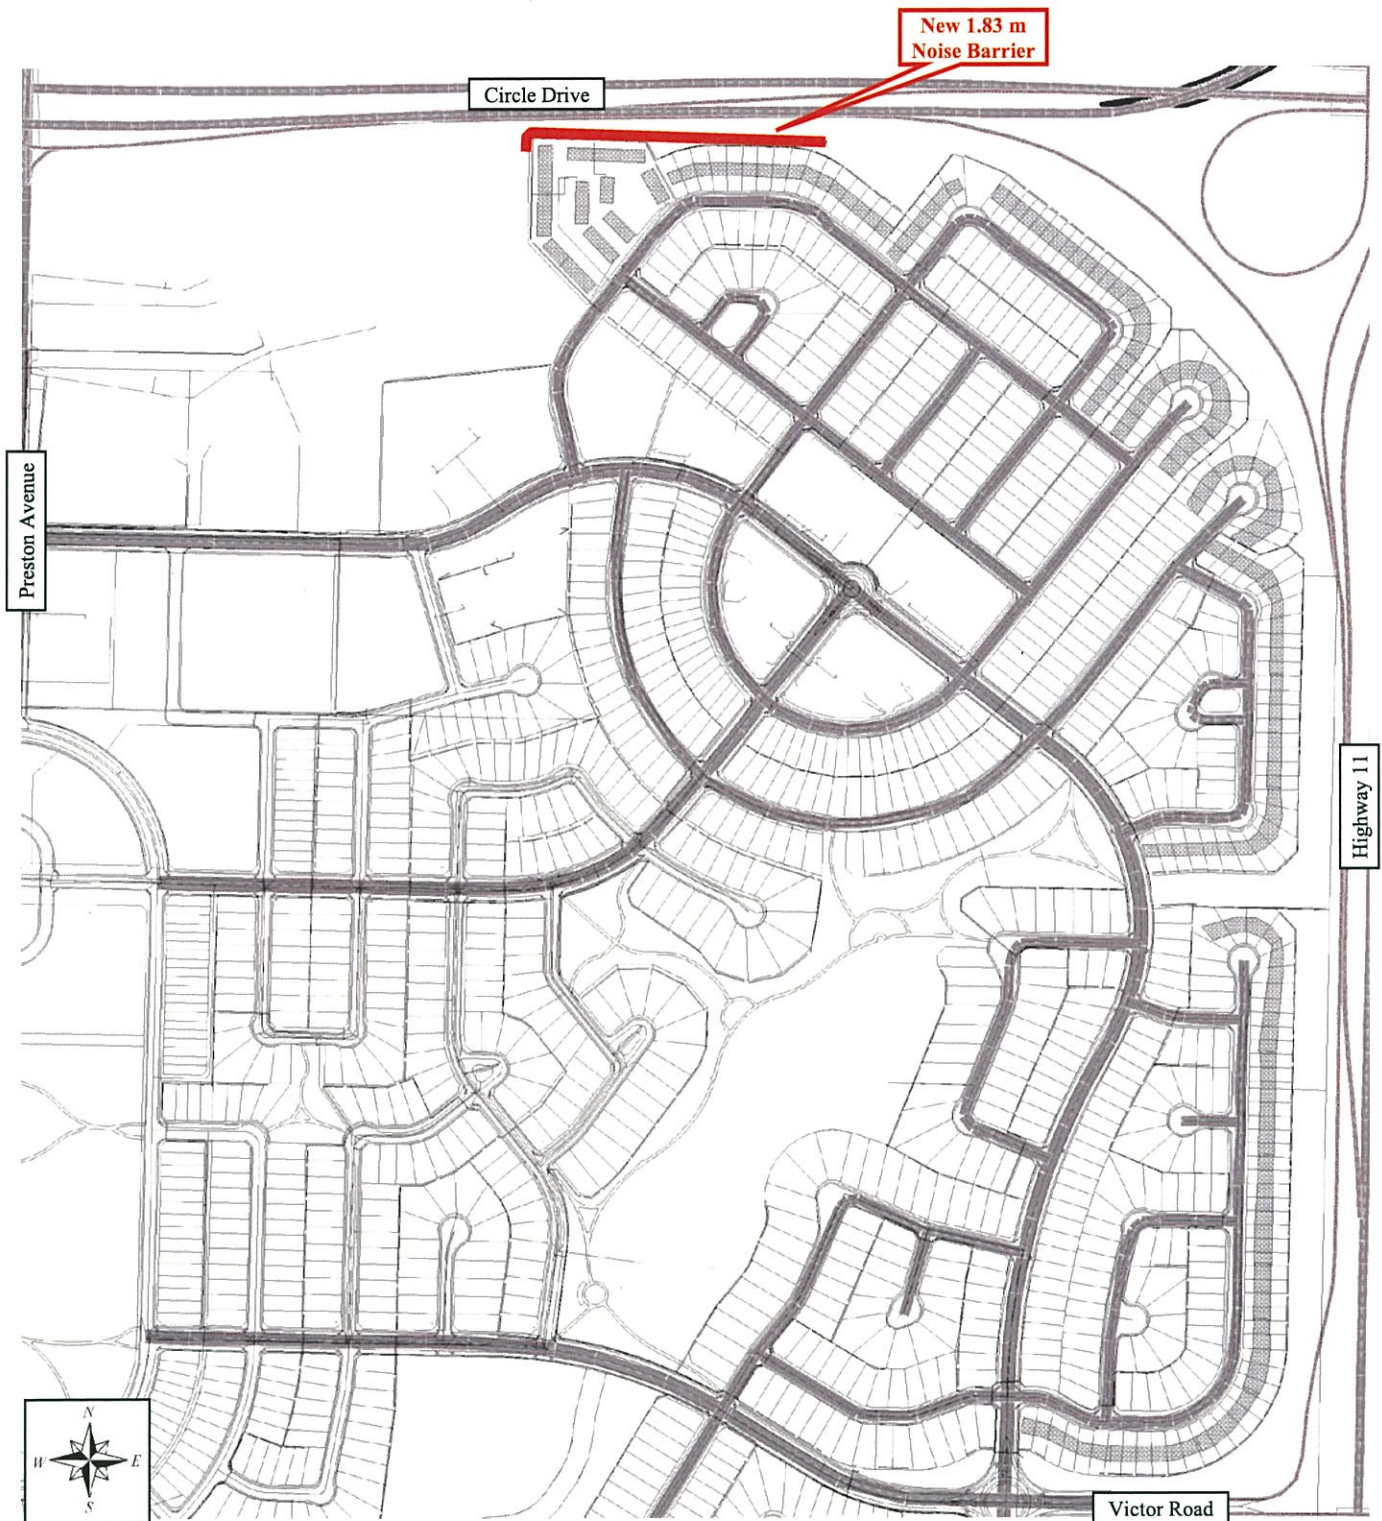 New 1.83 m
Noise Barrier
Circle Drive
Preston Avenue
Highway 11
N
W E
S
Victor Road